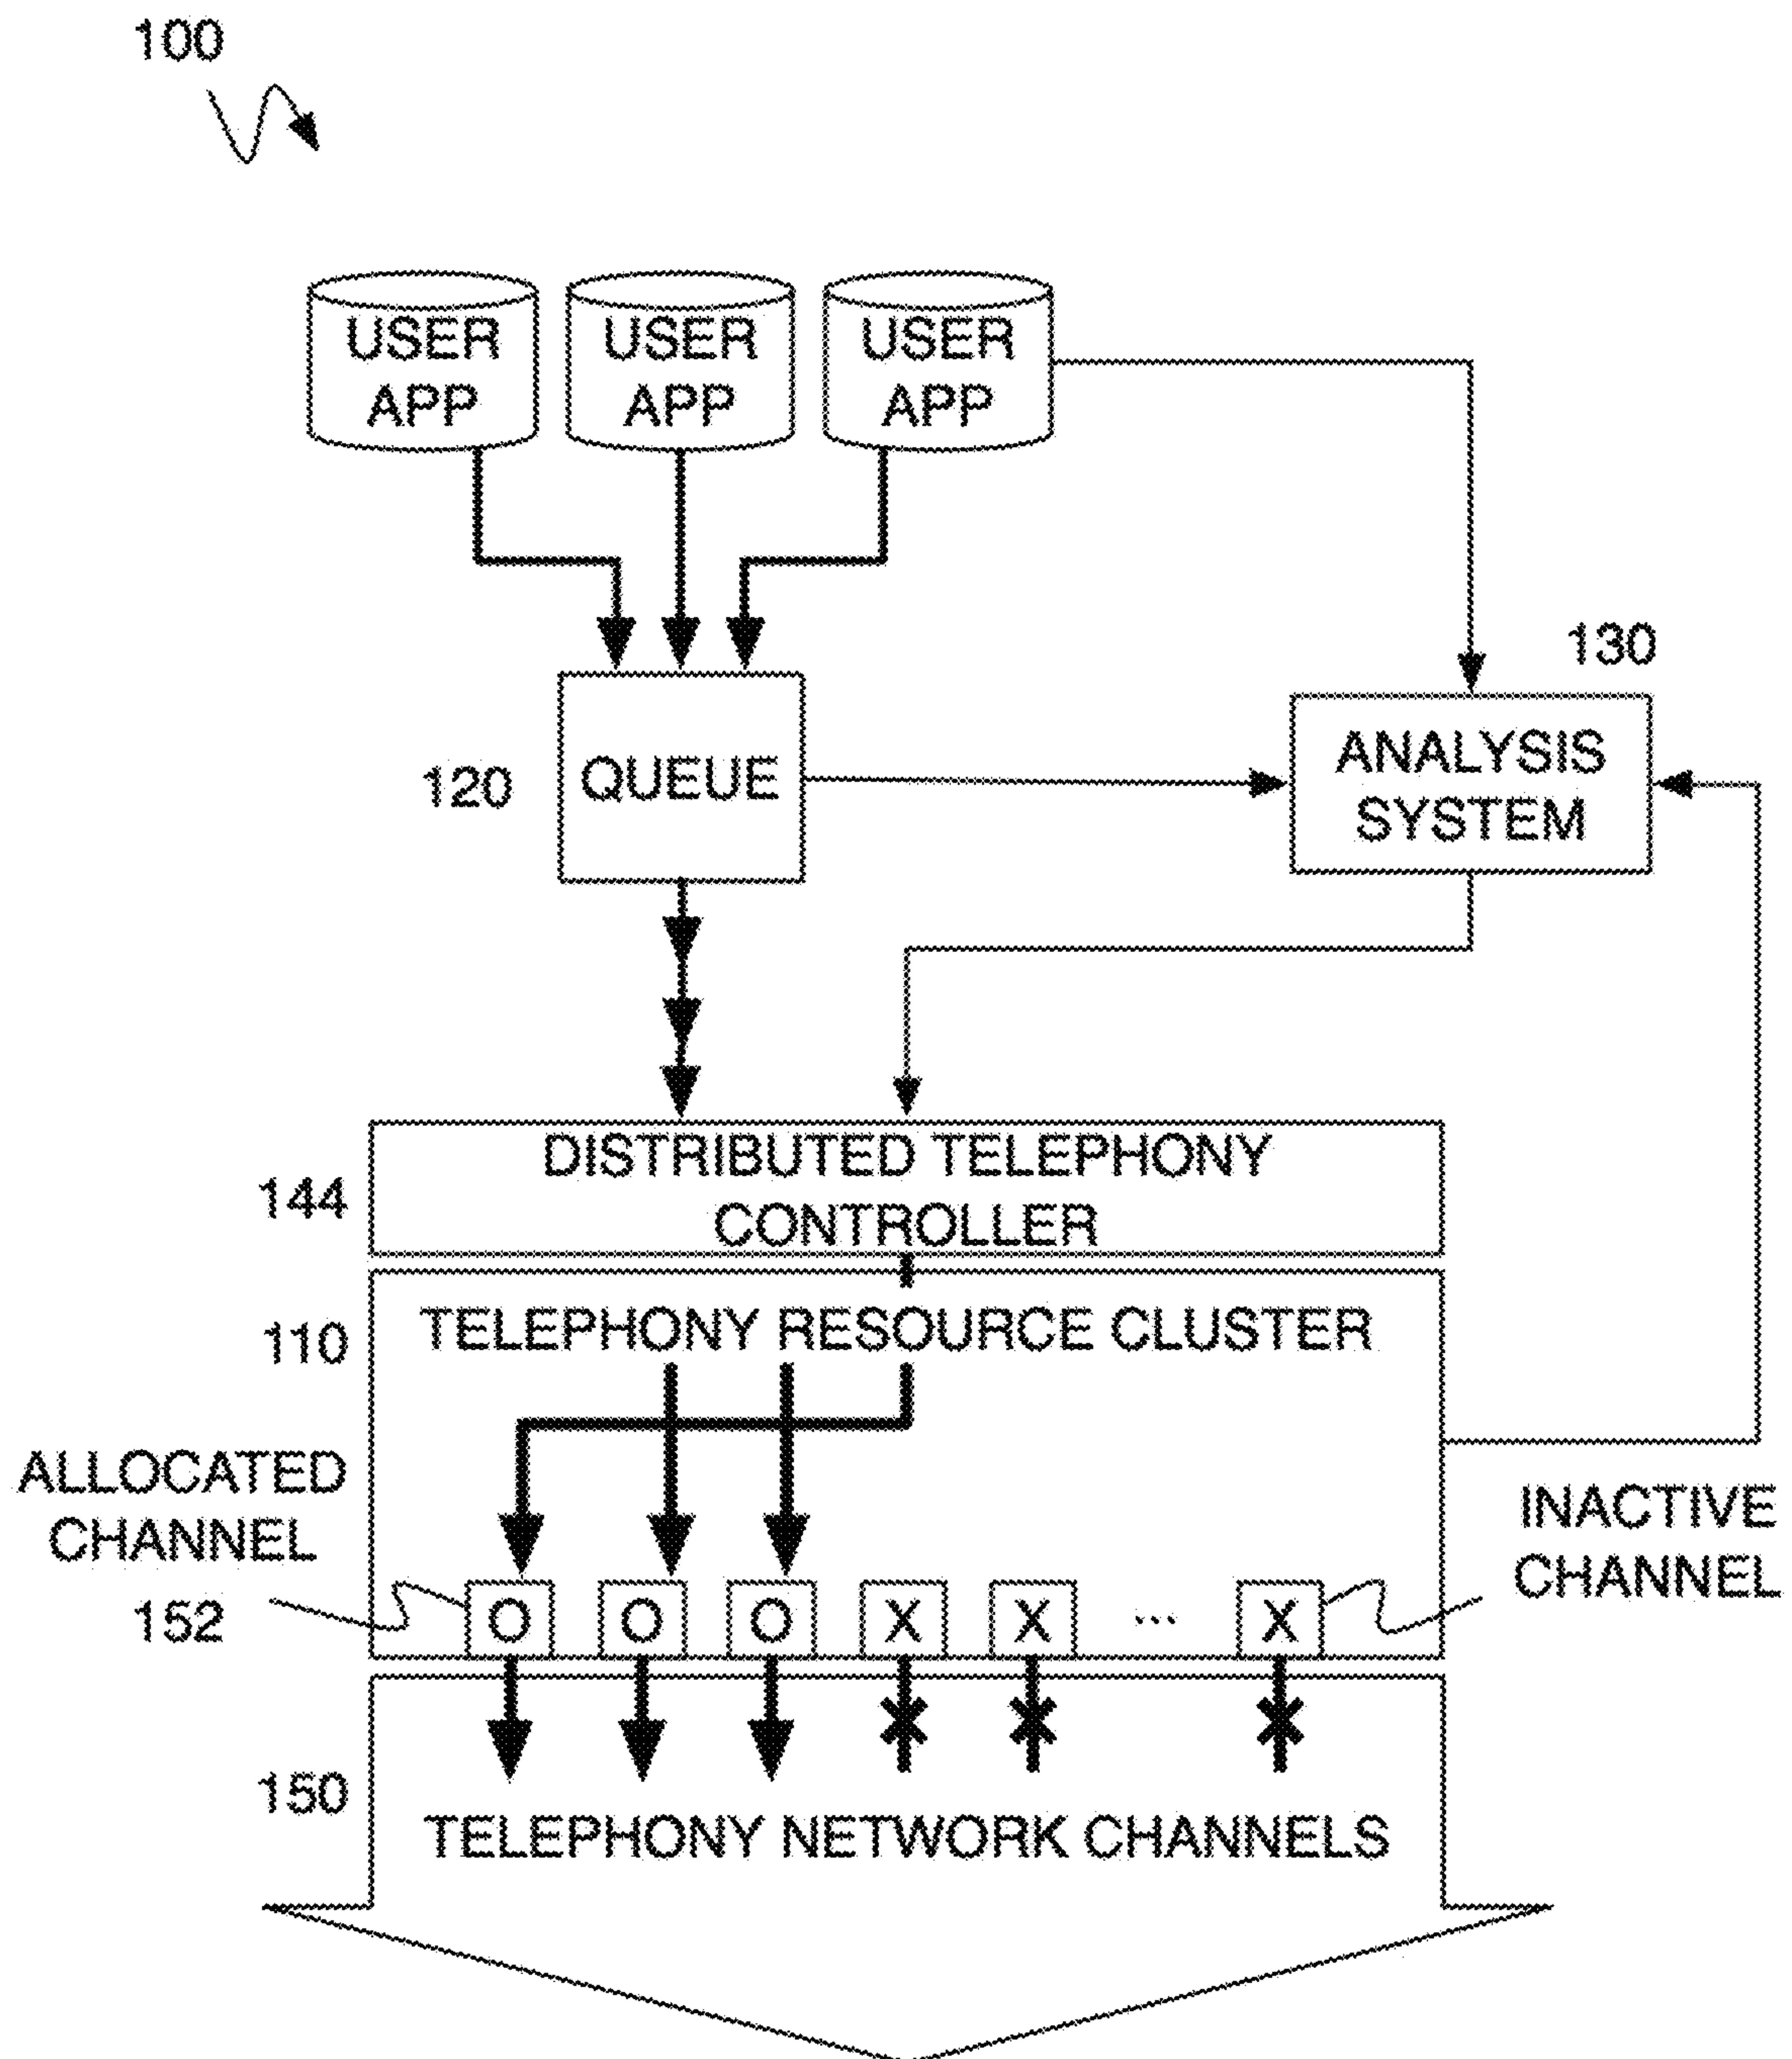 100
USER APP
USER APP
USER APP
130
120
QUEUE
ANALYSIS SYSTEM
144
DISTRIBUTED TELEPHONY
CONTROLLER
110
TELEPHONY RESOURCE CLUSTER
ALLOCATED
CHANNEL
152
INACTIVE
CHANNEL
O O O X X ... X
150
TELEPHONY NETWORK CHANNELS